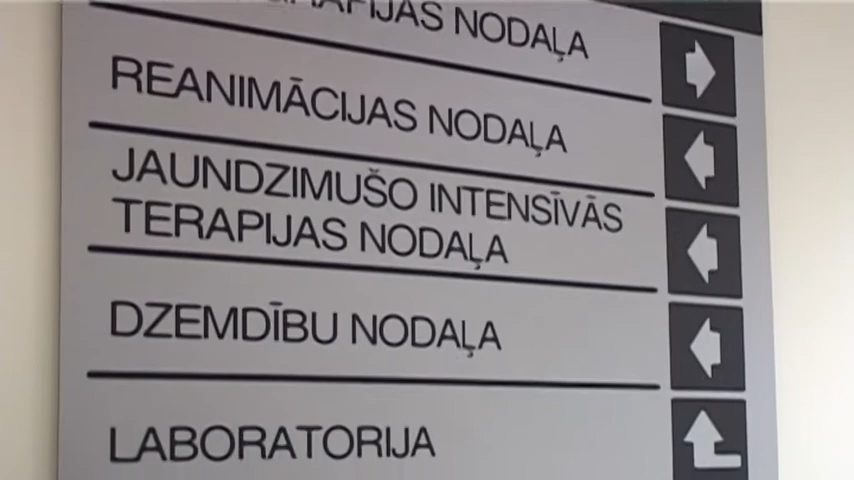 NODAĻA
REANIMĀCIJAS NODAĻA
JAUNDZIMUŠO INTENSĪVĀS
TERAPIJAS NODAĻA
DZEMDĪBU NODAĻA
LABORATORIJA